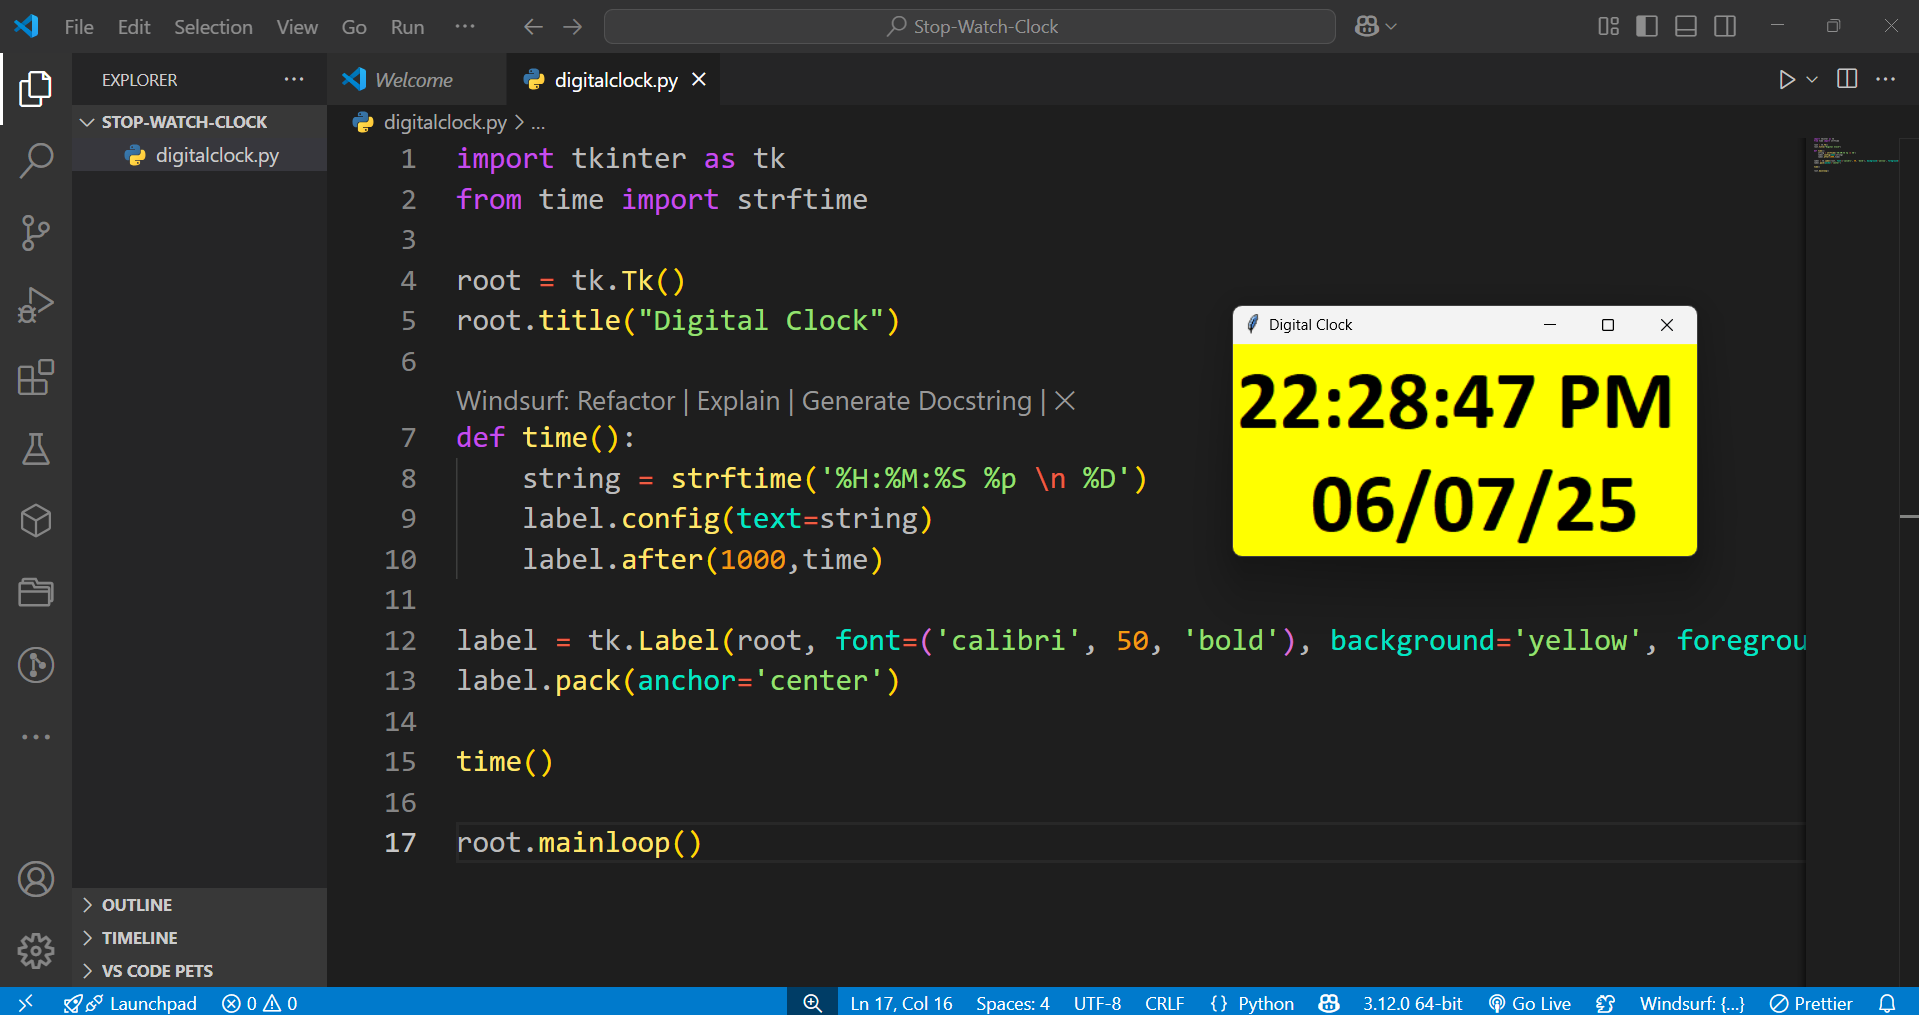 File Edit Selection View Go Run ··· Stop-Watch-Clock
EXPLORER ···
STOP-WATCH-CLOCK
digitalclock.py
OUTLINE
TIMELINE
VS CODE PETS
Welcome digitalclock.py
digitalclock.py > ...
1 import tkinter as tk
2 from time import strftime
3
4 root = tk.Tk()
5 root.title("Digital Clock")
6
Windsurf: Refactor | Explain | Generate Docstring | ×
7 def time():
8     string = strftime('%H:%M:%S %p \n %D')
9     label.config(text=string)
10     label.after(1000,time)
11
12 label = tk.Label(root, font=('calibri', 50, 'bold'), background='yellow', foregrou
13 label.pack(anchor='center')
14
15 time()
16
17 root.mainloop()
Digital Clock
22:28:47 PM
06/07/25
Launchpad 0 0 Ln 17, Col 16 Spaces: 4 UTF-8 CRLF {} Python 3.12.0 64-bit Go Live Windsurf: {...} Prettier